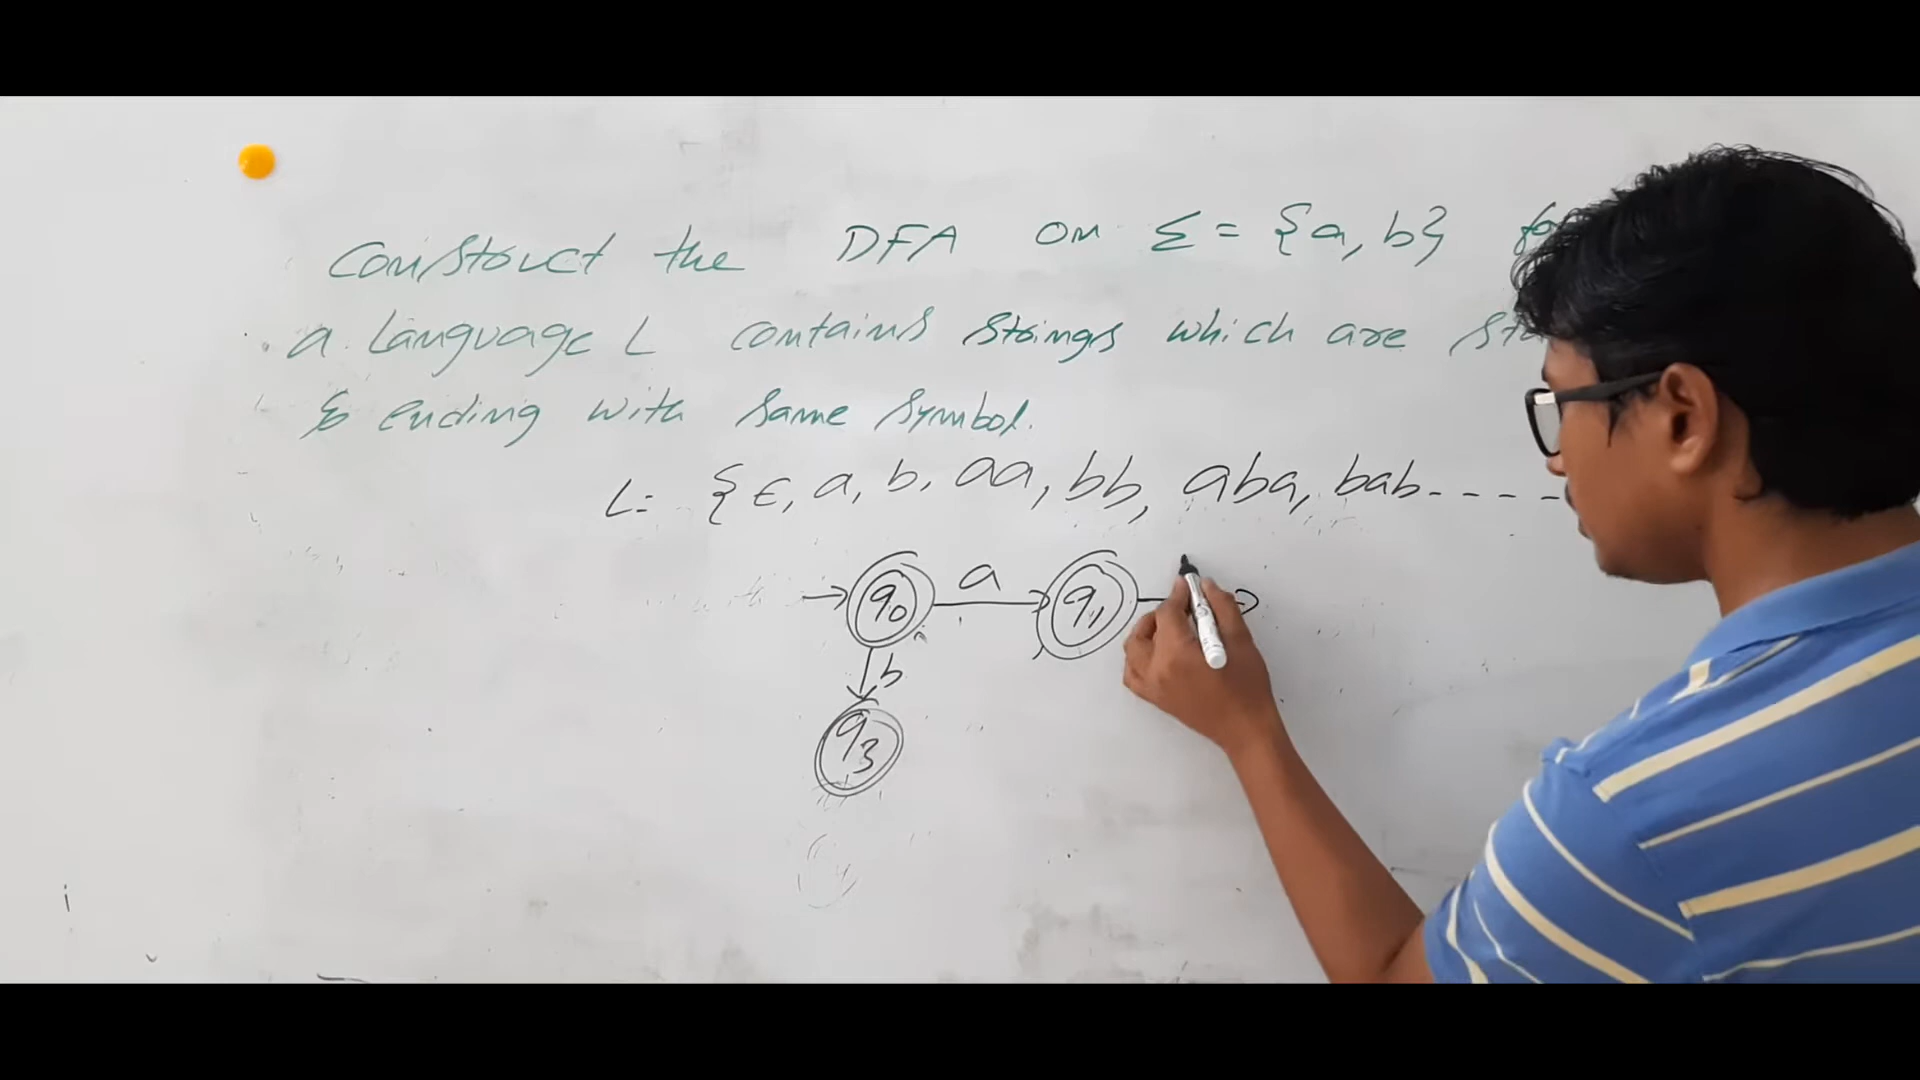 Construct the DFA on Σ = {a, b}
a Language L contains strings which are
& ending with same symbol.
L = {ϵ, a, b, aa, bb, aba, bab - - - -
q0 a q1
b
q3